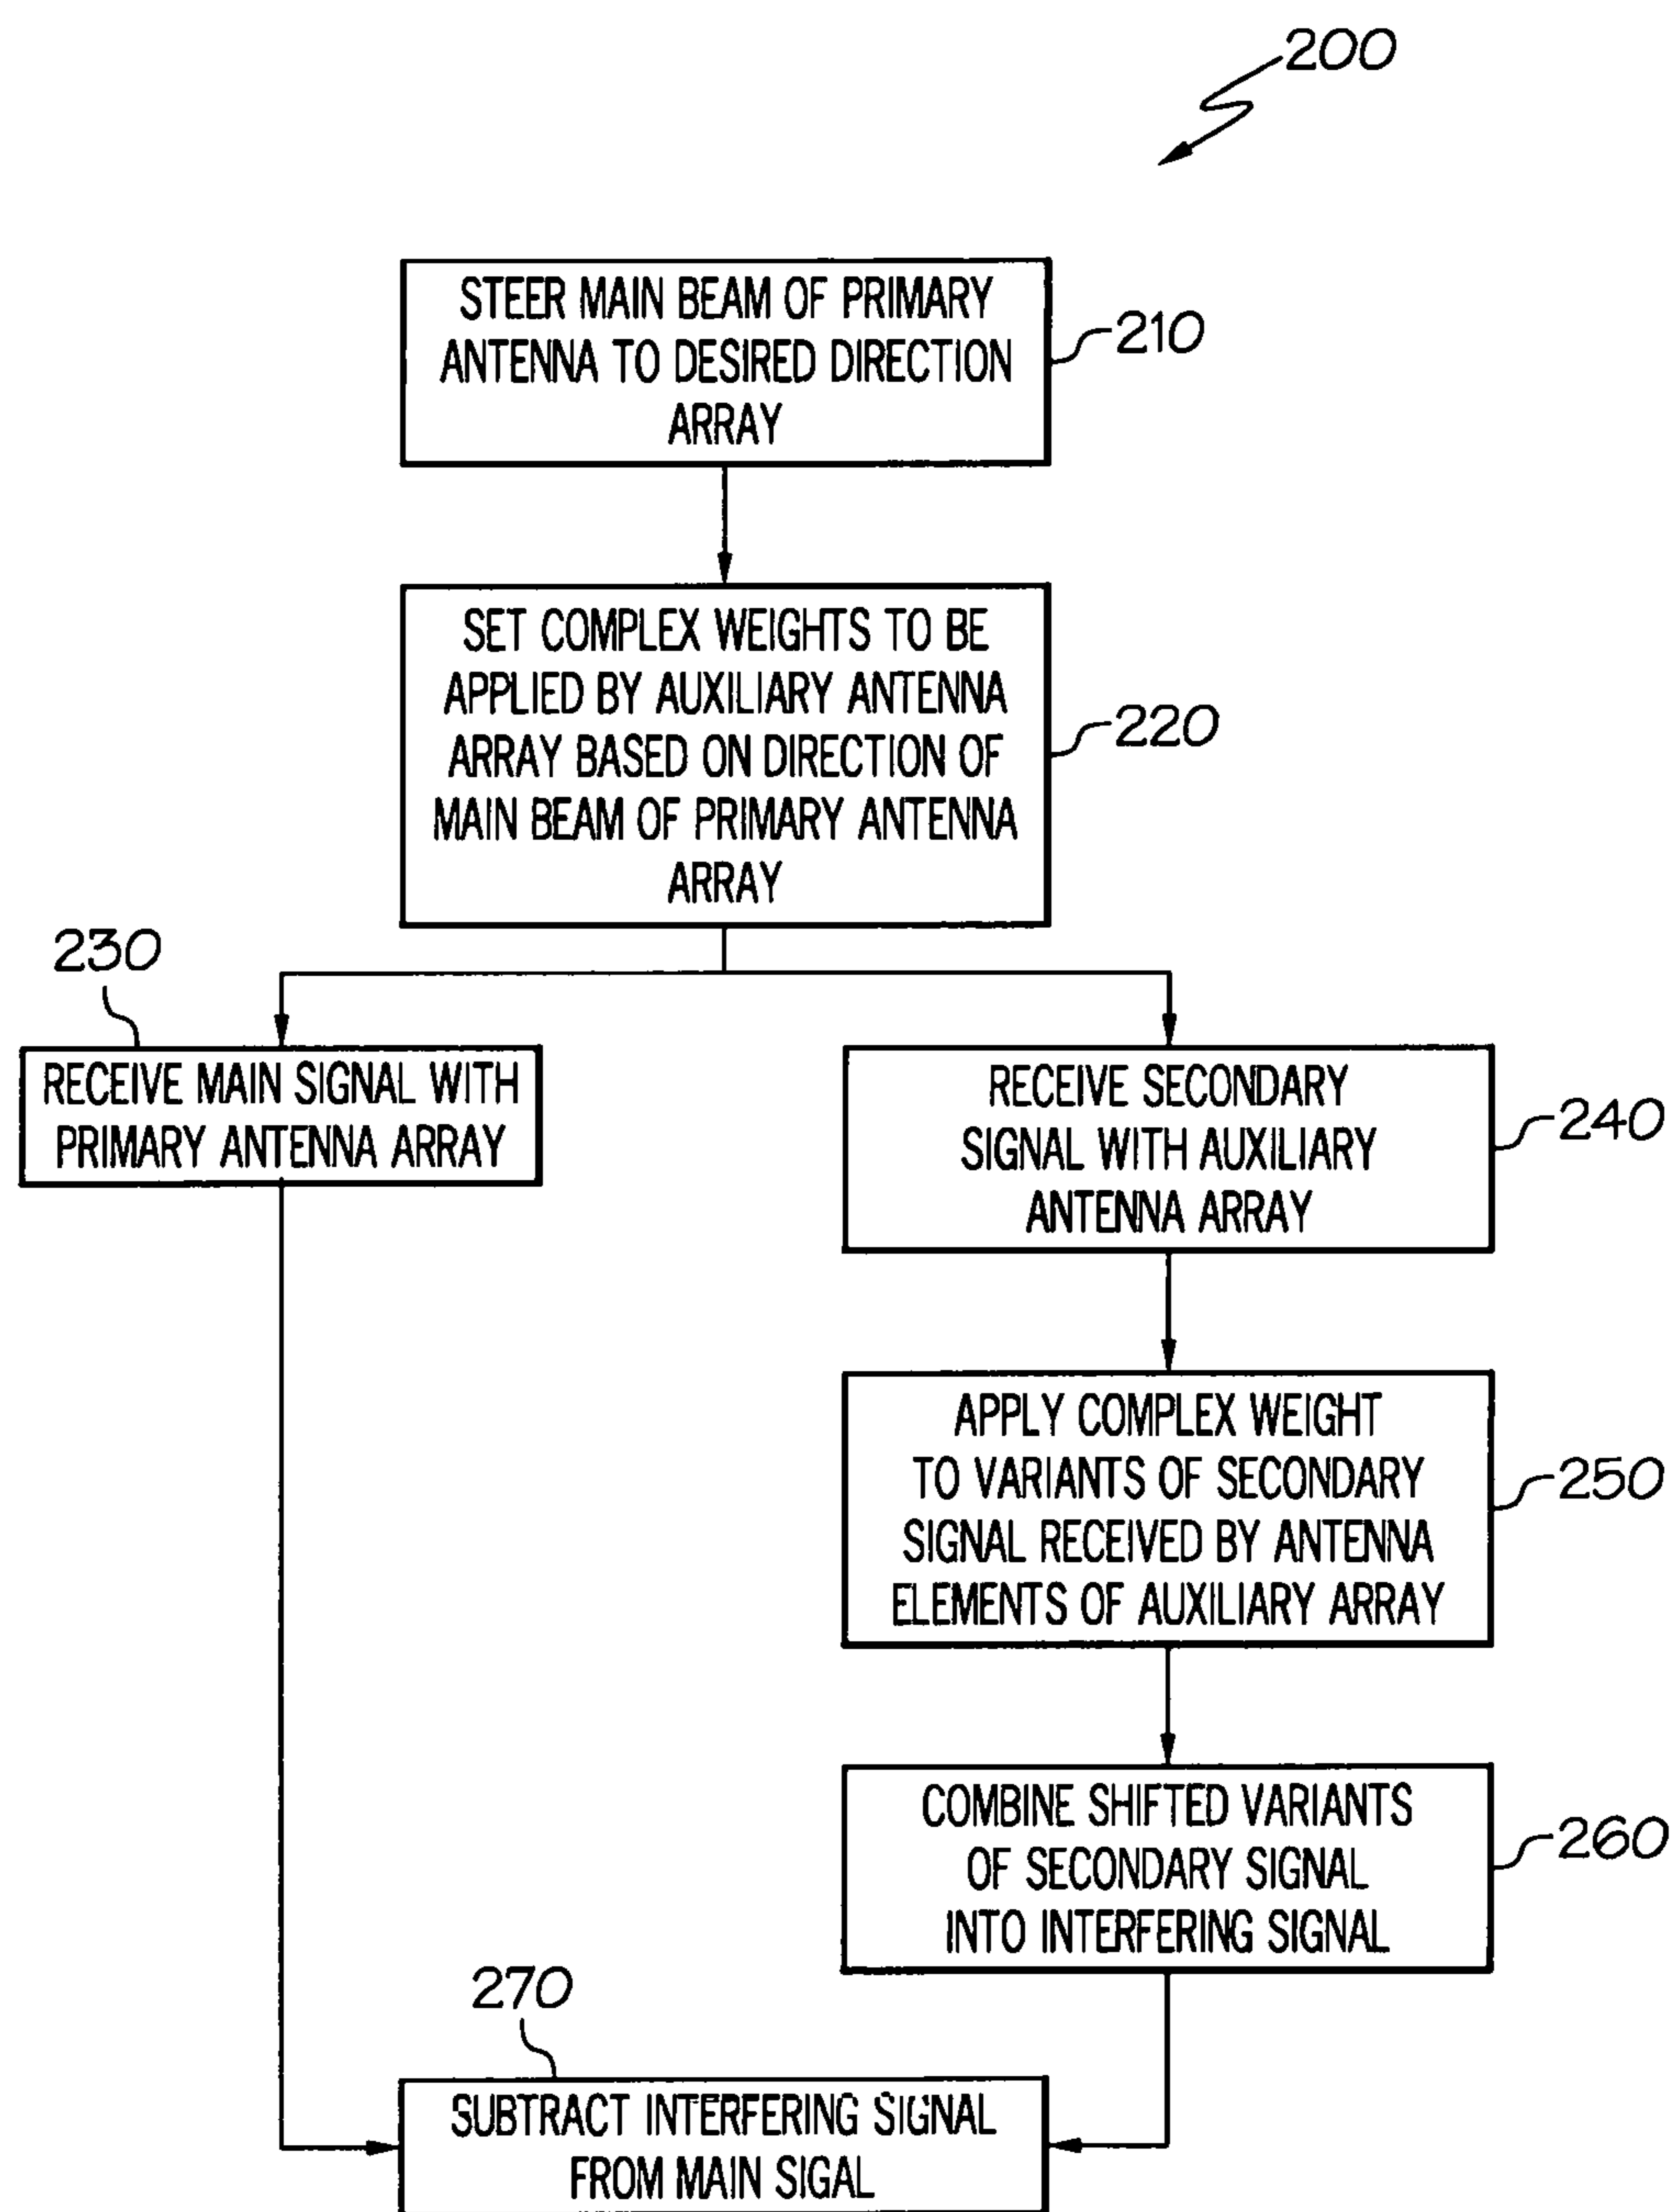 200
STEER MAIN BEAM OF PRIMARY
ANTENNA TO DESIRED DIRECTION
ARRAY
210
SET COMPLEX WEIGHTS TO BE
APPLIED BY AUXILIARY ANTENNA
ARRAY BASED ON DIRECTION OF
MAIN BEAM OF PRIMARY ANTENNA
ARRAY
220
230
RECEIVE MAIN SIGNAL WITH
PRIMARY ANTENNA ARRAY
RECEIVE SECONDARY
SIGNAL WITH AUXILIARY
ANTENNA ARRAY
240
APPLY COMPLEX WEIGHT
TO VARIANTS OF SECONDARY
SIGNAL RECEIVED BY ANTENNA
ELEMENTS OF AUXILIARY ARRAY
250
COMBINE SHIFTED VARIANTS
OF SECONDARY SIGNAL
INTO INTERFERING SIGNAL
260
270
SUBTRACT INTERFERING SIGNAL
FROM MAIN SIGAL